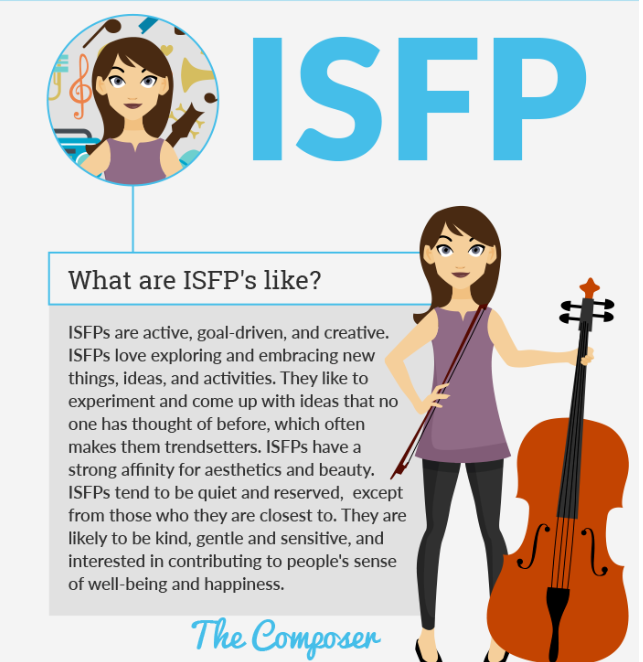 ISFP
What are ISFP's like?
ISFPs are active, goal-driven, and creative.
ISFPs love exploring and embracing new
things, ideas, and activities. They like to
experiment and come up with ideas that no
one has thought of before, which often
makes them trendsetters. ISFPs have a
strong affinity for aesthetics and beauty.
ISFPs tend to be quiet and reserved, except
from those who they are closest to. They are
likely to be kind, gentle and sensitive, and
interested in contributing to people's sense
of well-being and happiness.
The Composer